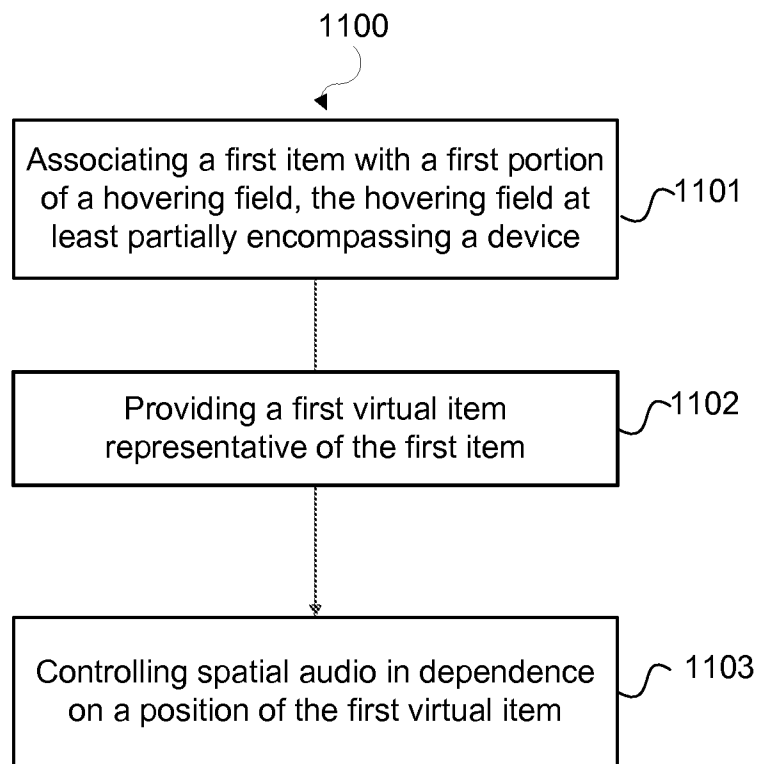 1100
Associating a first item with a first portion
of a hovering field, the hovering field at
least partially encompassing a device
1101
Providing a first virtual item
representative of the first item
1102
Controlling spatial audio in dependence
on a position of the first virtual item
1103